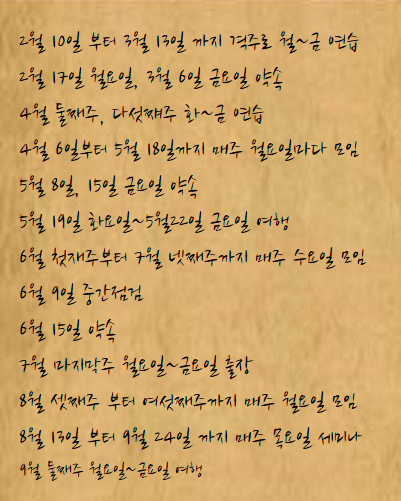 2월 10일 부터 3월 13일 까지 격주로 월~금 연습
2월 17일 월요일, 3월 6일 금요일 약속
4월 둘째주, 다섯째주 화~금 연습
4월 6일부터 5월 18일까지 매주 월요일마다 모임
5월 8일, 15일 금요일 약속
5월 19일 화요일~5월22일 금요일 여행
6월 첫재주부터 7월 넷째주까지 매주 수요일 모임
6월 9일 중간점검
6월 15일 약속
7월 마지막주 월요일~금요일 출장
8월 셋째주 부터 여섯째주까지 매주 월요일 모임
8월 13일 부터 9월 24일 까지 매주 목요일 세미나
9월 둘째주 월요일~금요일 여행